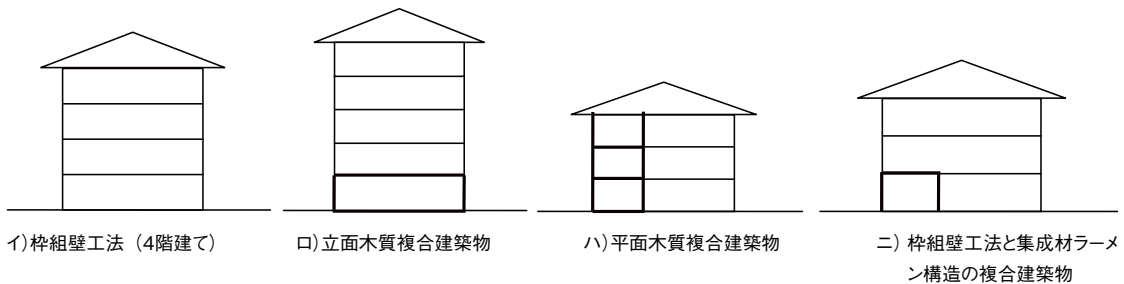 イ)枠組壁工法（4階建て）
ロ)立面木質複合建築物
ハ)平面木質複合建築物
ニ) 枠組壁工法と集成材ラーメ
ン構造の複合建築物